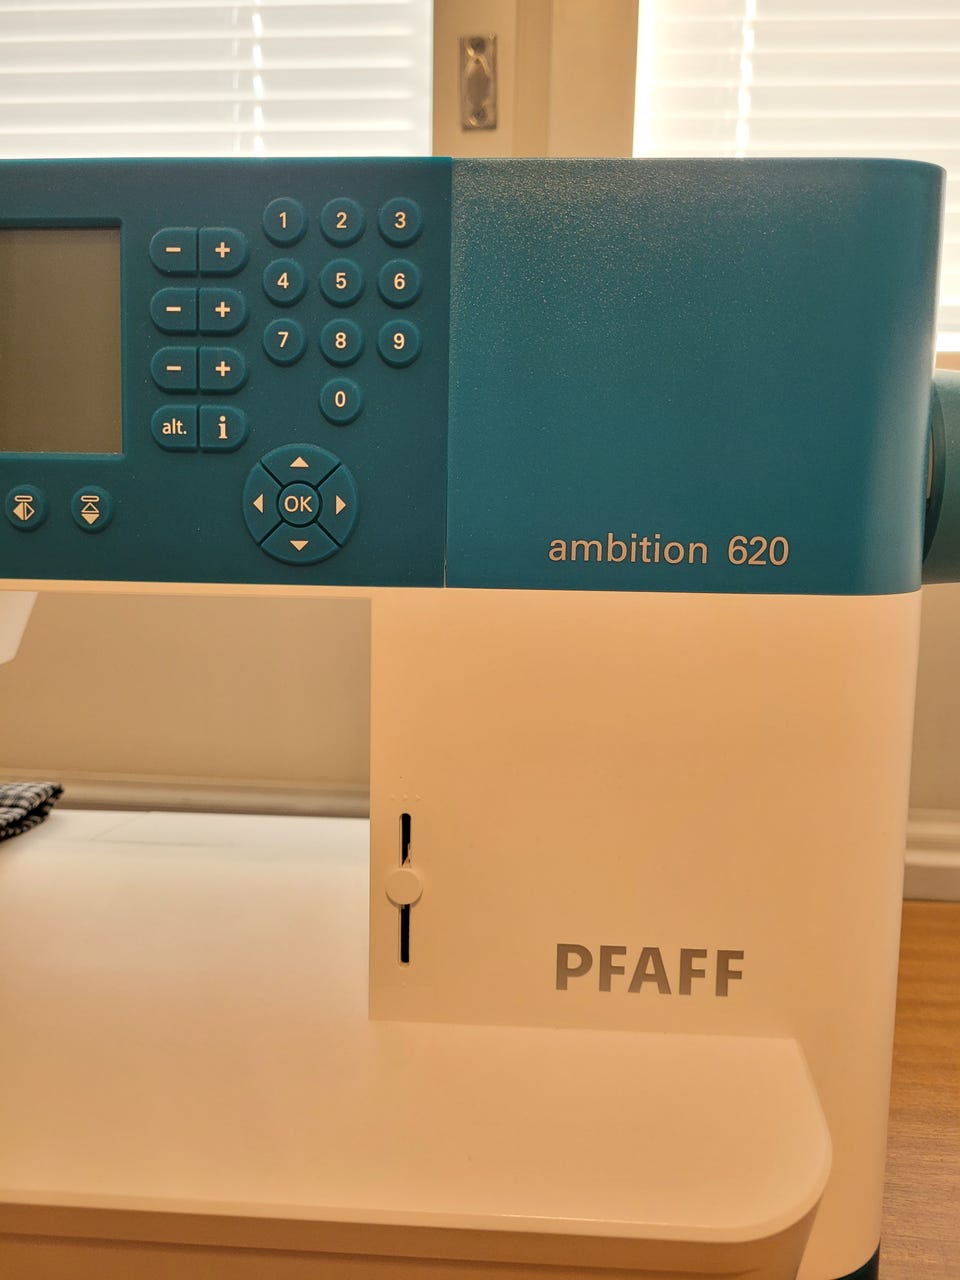 1 2 3
- +
4 5 6
- +
7 8 9
- +
0
alt. i
OK
ambition 620
PFAFF